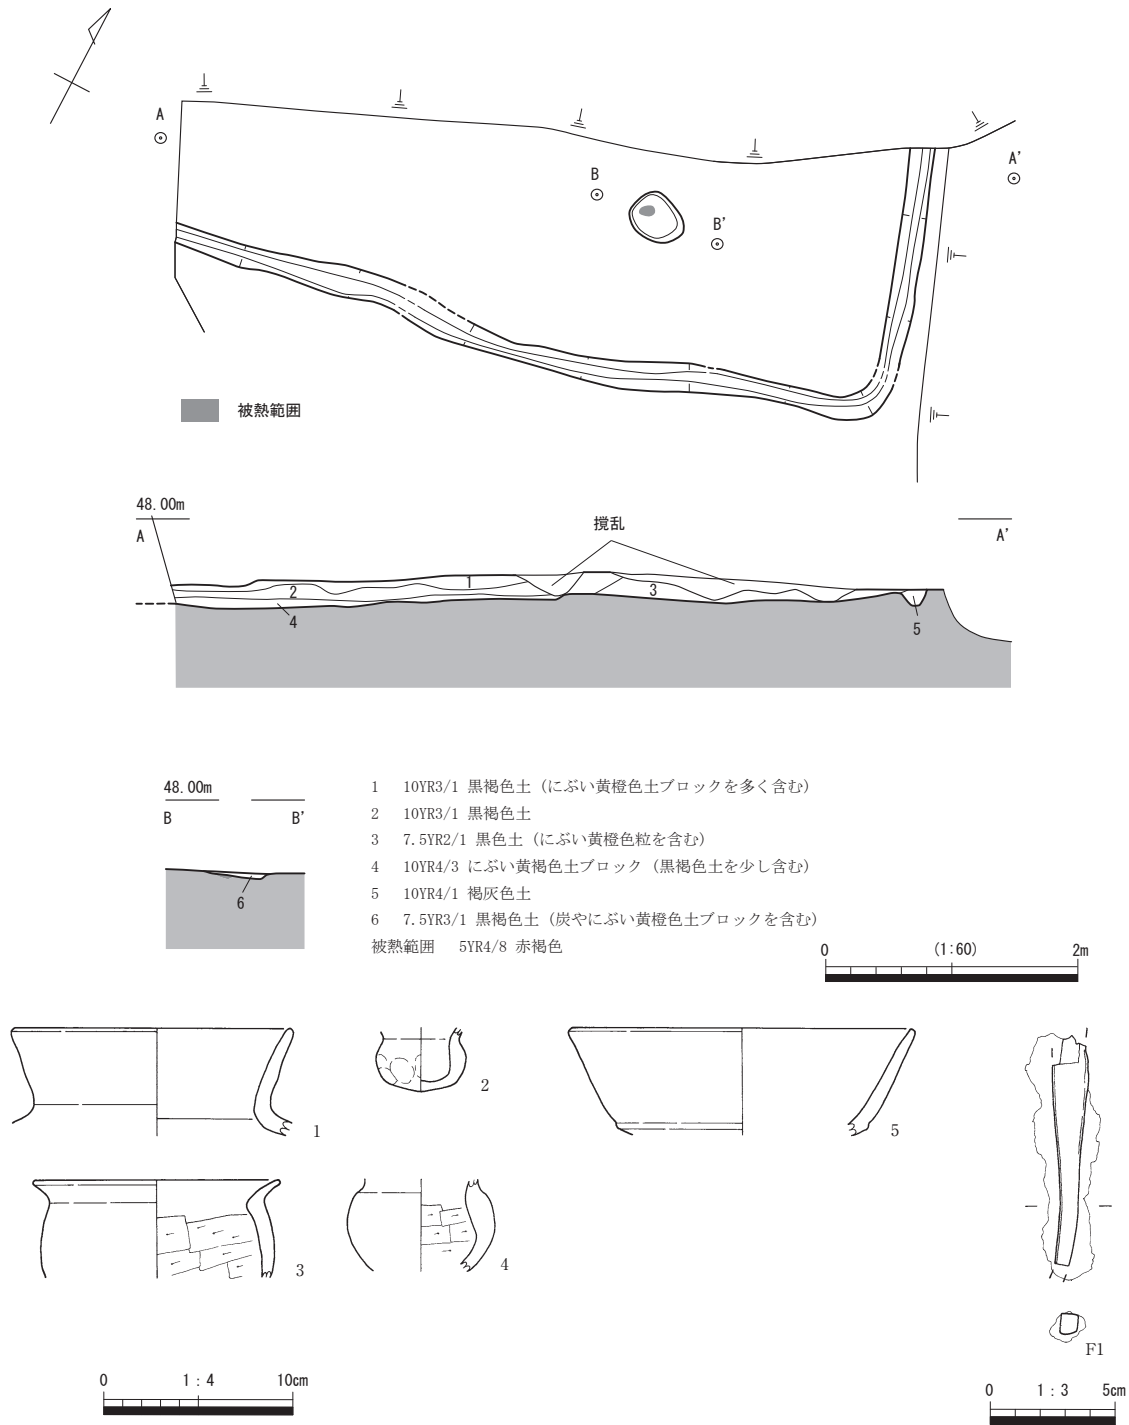 A
A'
B
B'
被熱範囲
48.00m
A
撹乱
A'
1
2
3
4
5
48.00m
B
B'
6
1 10YR3/1 黒褐色土（にぶい黄橙色土ブロックを多く含む）
2 10YR3/1 黒褐色土
3 7.5YR2/1 黒色土（にぶい黄橙色粒を含む）
4 10YR4/3 にぶい黄褐色土ブロック（黒褐色土を少し含む）
5 10YR4/1 褐灰色土
6 7.5YR3/1 黒褐色土（炭やにぶい黄橙色土ブロックを含む）
被熱範囲 5YR4/8 赤褐色
0 (1:60) 2m
1
2
5
3
4
F1
0 1：4 10cm
0 1：3 5cm